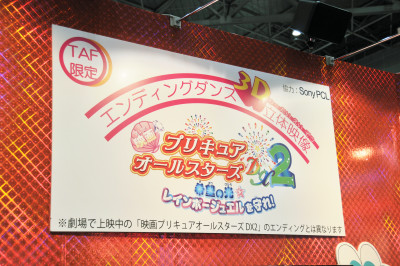 TAF
限定
協力：Sony PCL
エンディングダンス3D立体映像
プリキュア
オールスターズDX2
希望の光☆
レインボージュエルを守れ!
※劇場で上映中の「映画プリキュアオールスターズ DX2」のエンディングとは異なります